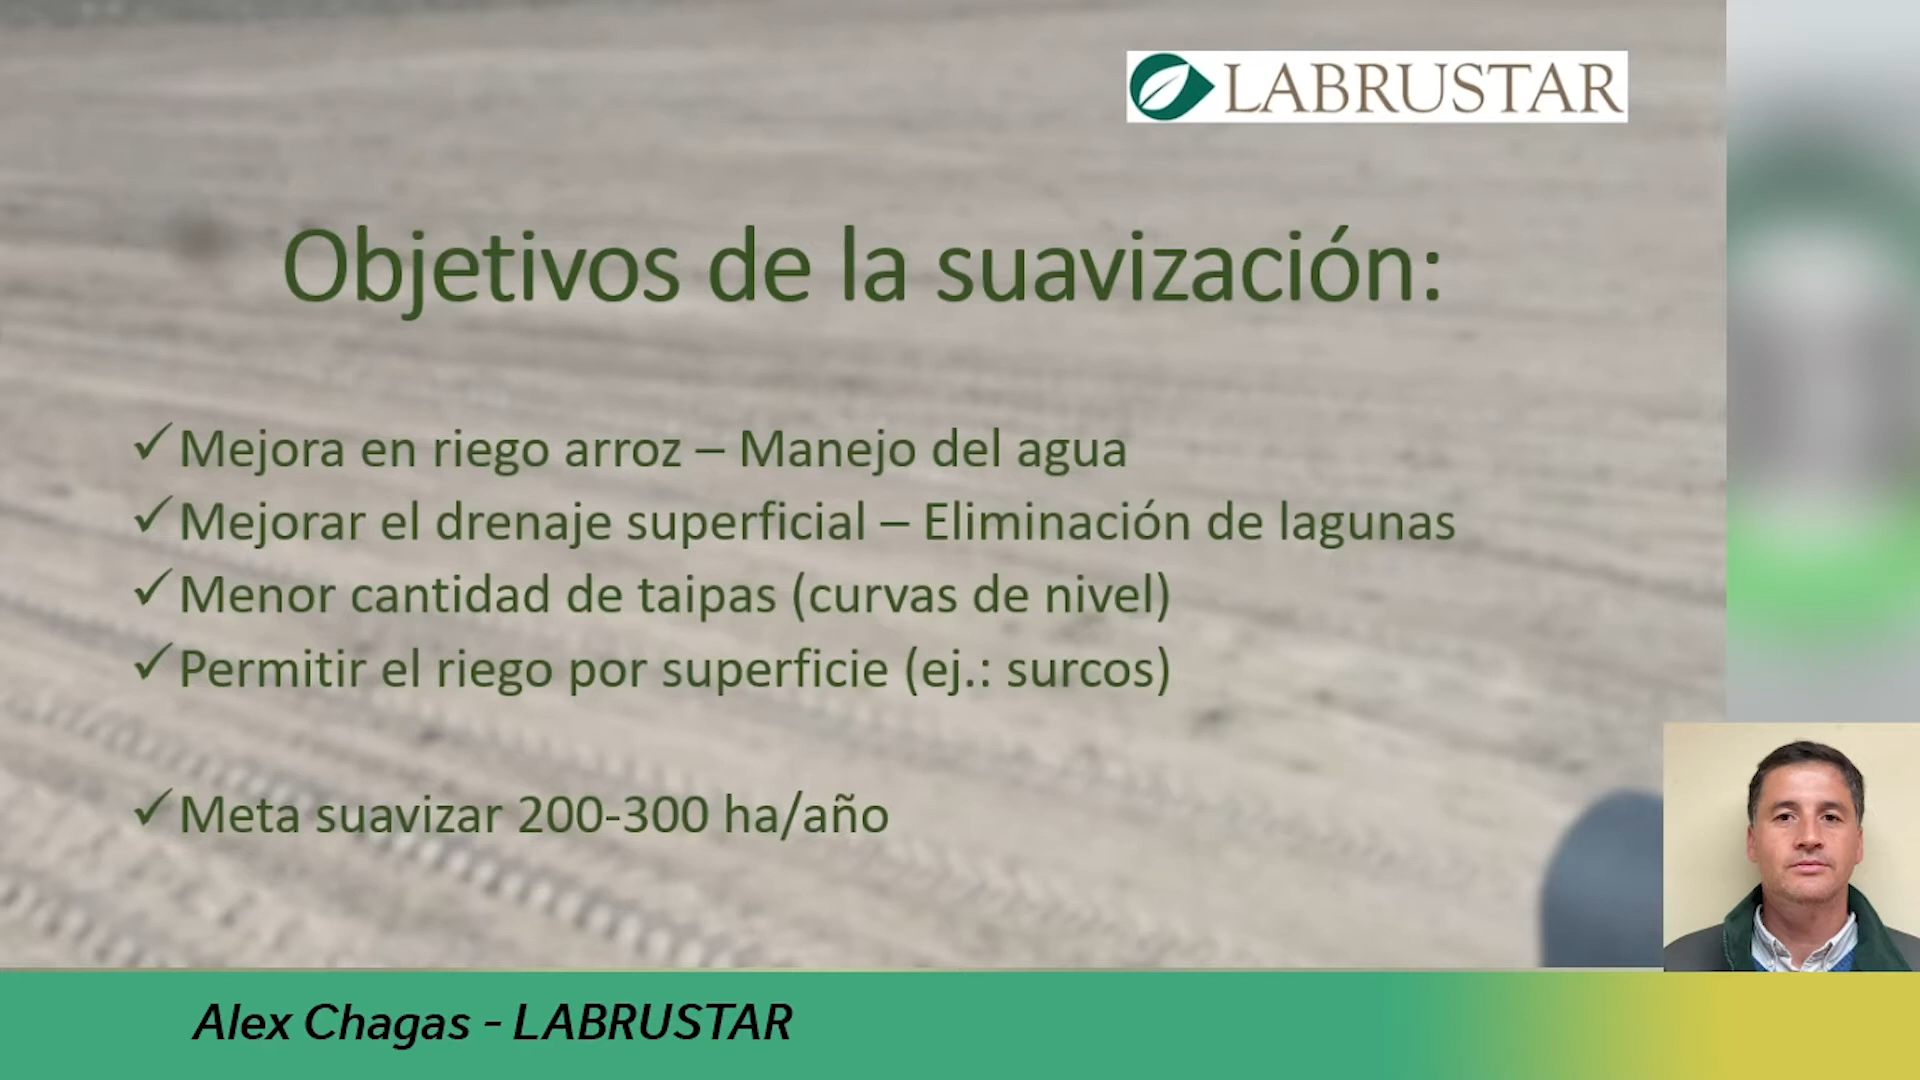 LABRUSTAR
Objetivos de la suavización:
✓Mejora en riego arroz – Manejo del agua
✓Mejorar el drenaje superficial – Eliminación de lagunas
✓Menor cantidad de taipas (curvas de nivel)
✓Permitir el riego por superficie (ej.: surcos)
✓Meta suavizar 200-300 ha/año
Alex Chagas - LABRUSTAR